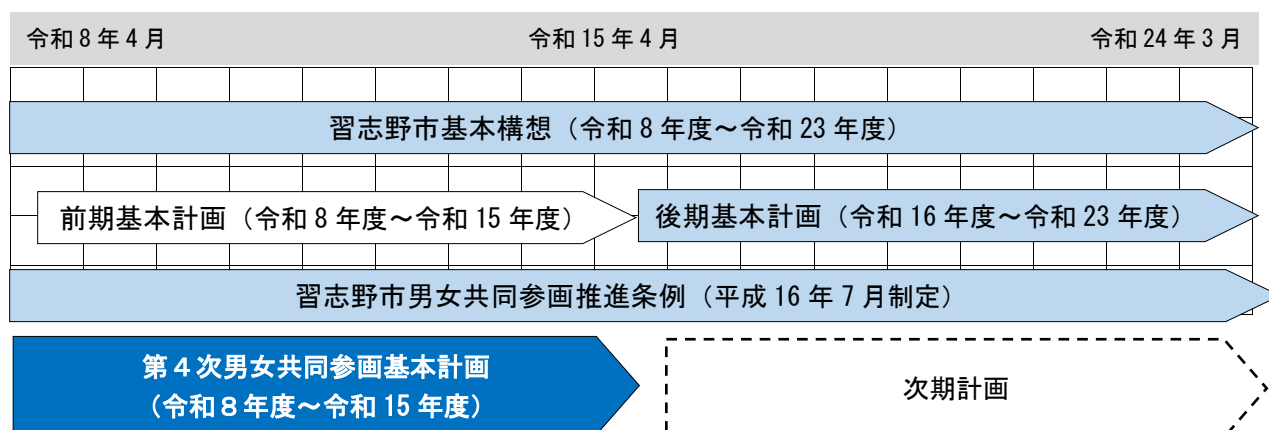 令和8年4月 令和15年4月 令和24年3月
習志野市基本構想（令和8年度～令和23年度）
前期基本計画（令和8年度～令和15年度） 後期基本計画（令和16年度～令和23年度）
習志野市男女共同参画推進条例（平成16年7月制定）
第４次男女共同参画基本計画
（令和８年度～令和15年度）
次期計画